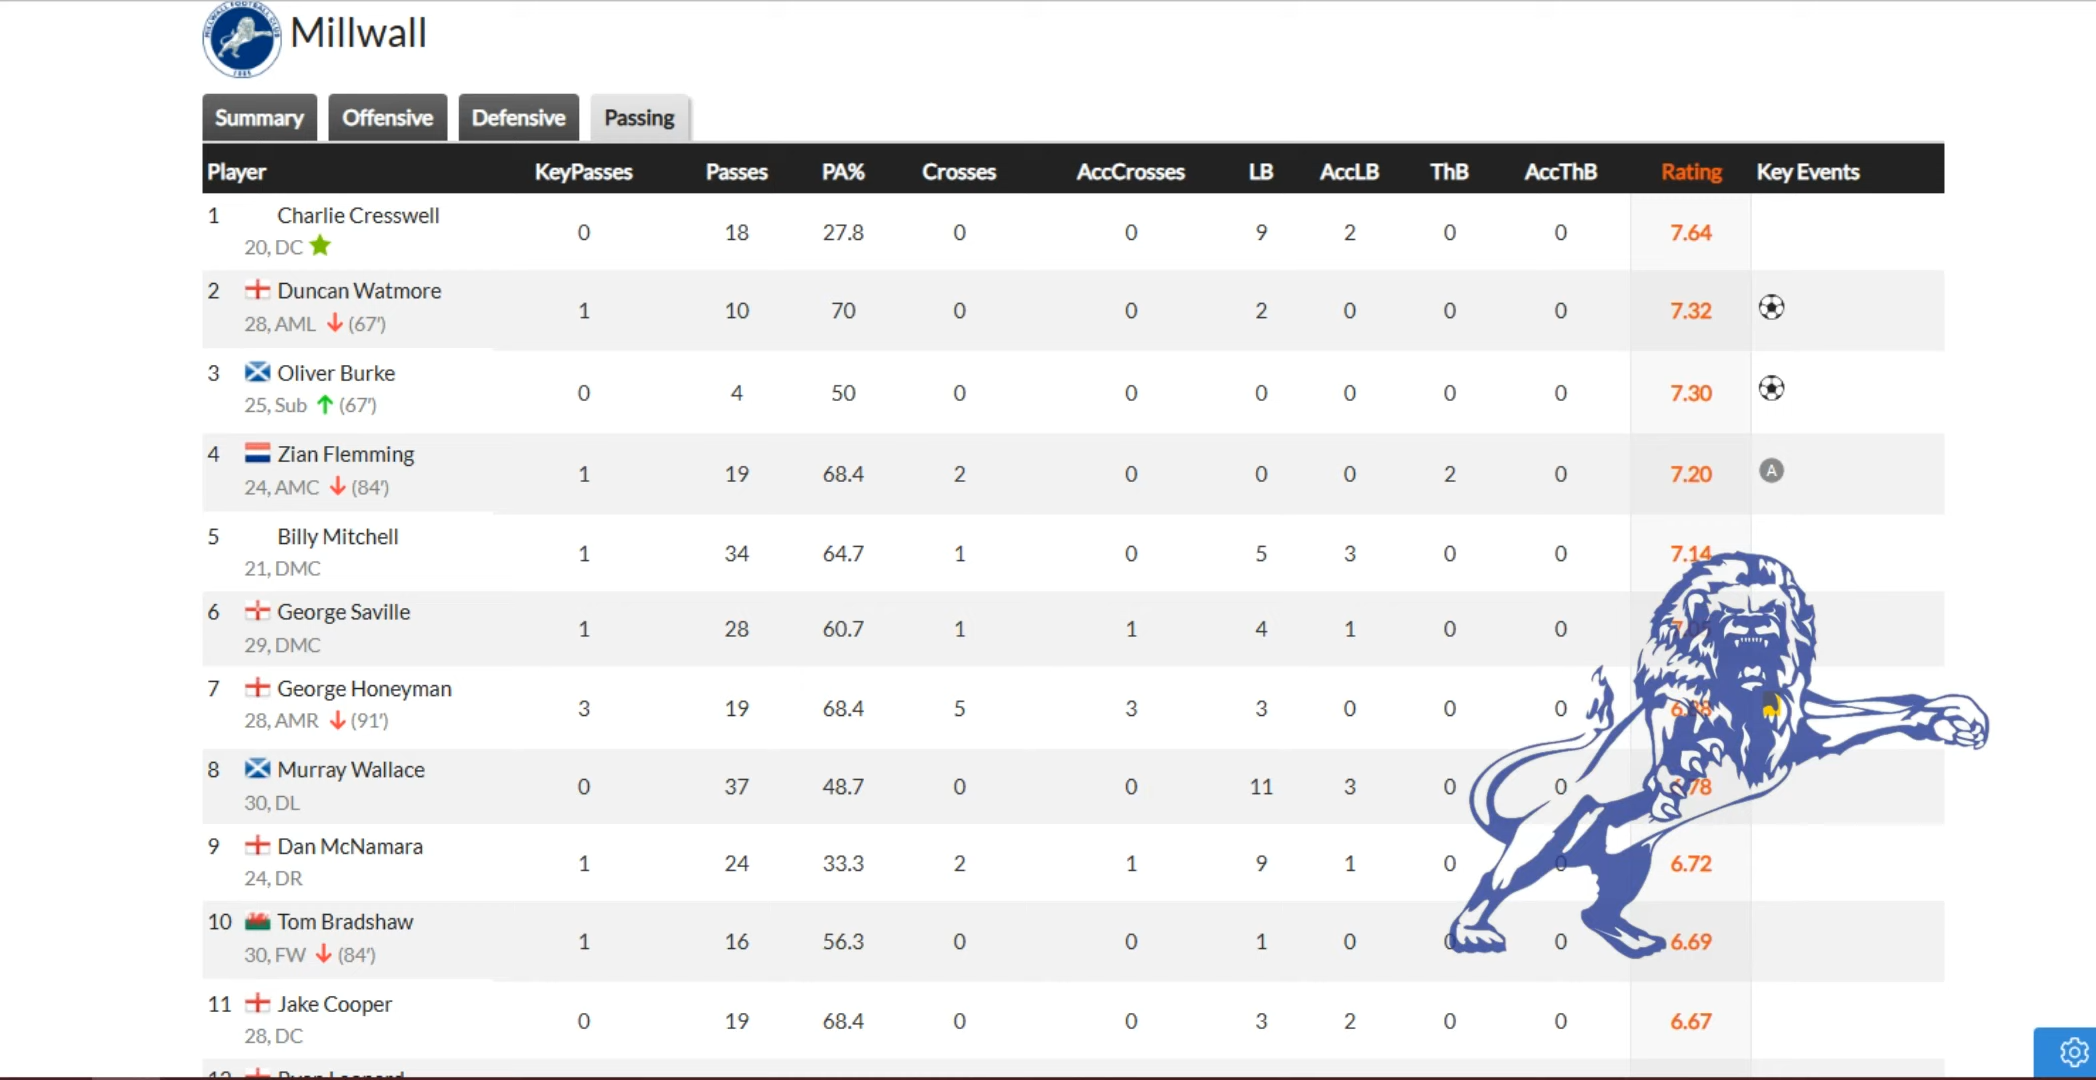 MILLWALL FOOTBALL CLUB
Millwall
Summary Offensive Defensive Passing
Player KeyPasses Passes PA% Crosses AccCrosses LB AccLB ThB AccThB Rating Key Events
1 Charlie Cresswell
20, DC
0 18 27.8 0 0 9 2 0 0 7.64
2 Duncan Watmore
28, AML (67')
1 10 70 0 0 2 0 0 0 7.32
3 Oliver Burke
25, Sub (67')
0 4 50 0 0 0 0 0 0 7.30
4 Zian Flemming
24, AMC (84')
1 19 68.4 2 0 0 0 2 0 7.20 A
5 Billy Mitchell
21, DMC
1 34 64.7 1 0 5 3 0 0 7.14
6 George Saville
29, DMC
1 28 60.7 1 1 4 1 0 0
7 George Honeyman
28, AMR (91')
3 19 68.4 5 3 3 0 0 0
8 Murray Wallace
30, DL
0 37 48.7 0 0 11 3 0 0
9 Dan McNamara
24, DR
1 24 33.3 2 1 9 1 0 0 6.72
10 Tom Bradshaw
30, FW (84')
1 16 56.3 0 0 1 0 0 0 6.69
11 Jake Cooper
28, DC
0 19 68.4 0 0 3 2 0 0 6.67